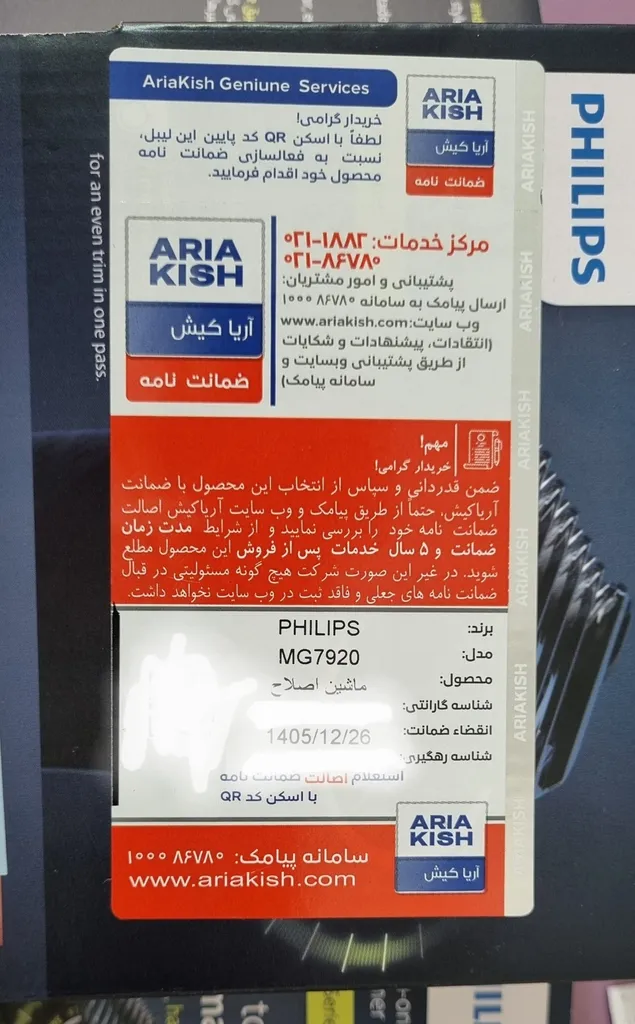 AriaKish Geniune Services
ARIA
KISH
آریا کیش
ضمانت نامه
خریدار گرامی!
لطفاً با اسکن QR کد پایین این لیبل،
نسبت به فعالسازی ضمانت نامه
محصول خود اقدام فرمایید.
ARIA
KISH
آریا کیش
ضمانت نامه
مرکز خدمات: ۱۸۸۲-۰۲۱
۰۲۱-۸۶۷۸۰
پشتیبانی و امور مشتریان:
ارسال پیامک به سامانه ۸۶۷۸۰ ۱۰۰۰
وب سایت: www.ariakish.com
(انتقادات، پیشنهادات و شکایات
از طریق پشتیبانی وبسایت و
سامانه پیامک)
مهم!
خریدار گرامی!
ضمن قدردانی و سپاس از انتخاب این محصول با ضمانت
آریاکیش، حتماً از طریق پیامک و وب سایت آریاکیش اصالت
ضمانت نامه خود را بررسی نمایید و از شرایط مدت زمان
ضمانت و ۵ سال خدمات پس از فروش این محصول مطلع
شوید. در غیر این صورت شرکت هیچ گونه مسئولیتی در قبال
ضمانت نامه های جعلی و فاقد ثبت در وب سایت نخواهد داشت.
برند: PHILIPS
مدل: MG7920
محصول: ماشین اصلاح
شناسه گارانتی:
انقضاء ضمانت: 1405/12/26
شناسه رهگیری:
استعلام اصالت ضمانت نامه
با اسکن کد QR
سامانه پیامک: ۸۶۷۸۰ ۱۰۰۰
www.ariakish.com
ARIA
KISH
آریا کیش
ARIAKISH
ARIAKISH
ARIAKISH
ARIAKISH
ARIAKISH
ARIAKISH
PHILIPS
for an even trim in one pass.